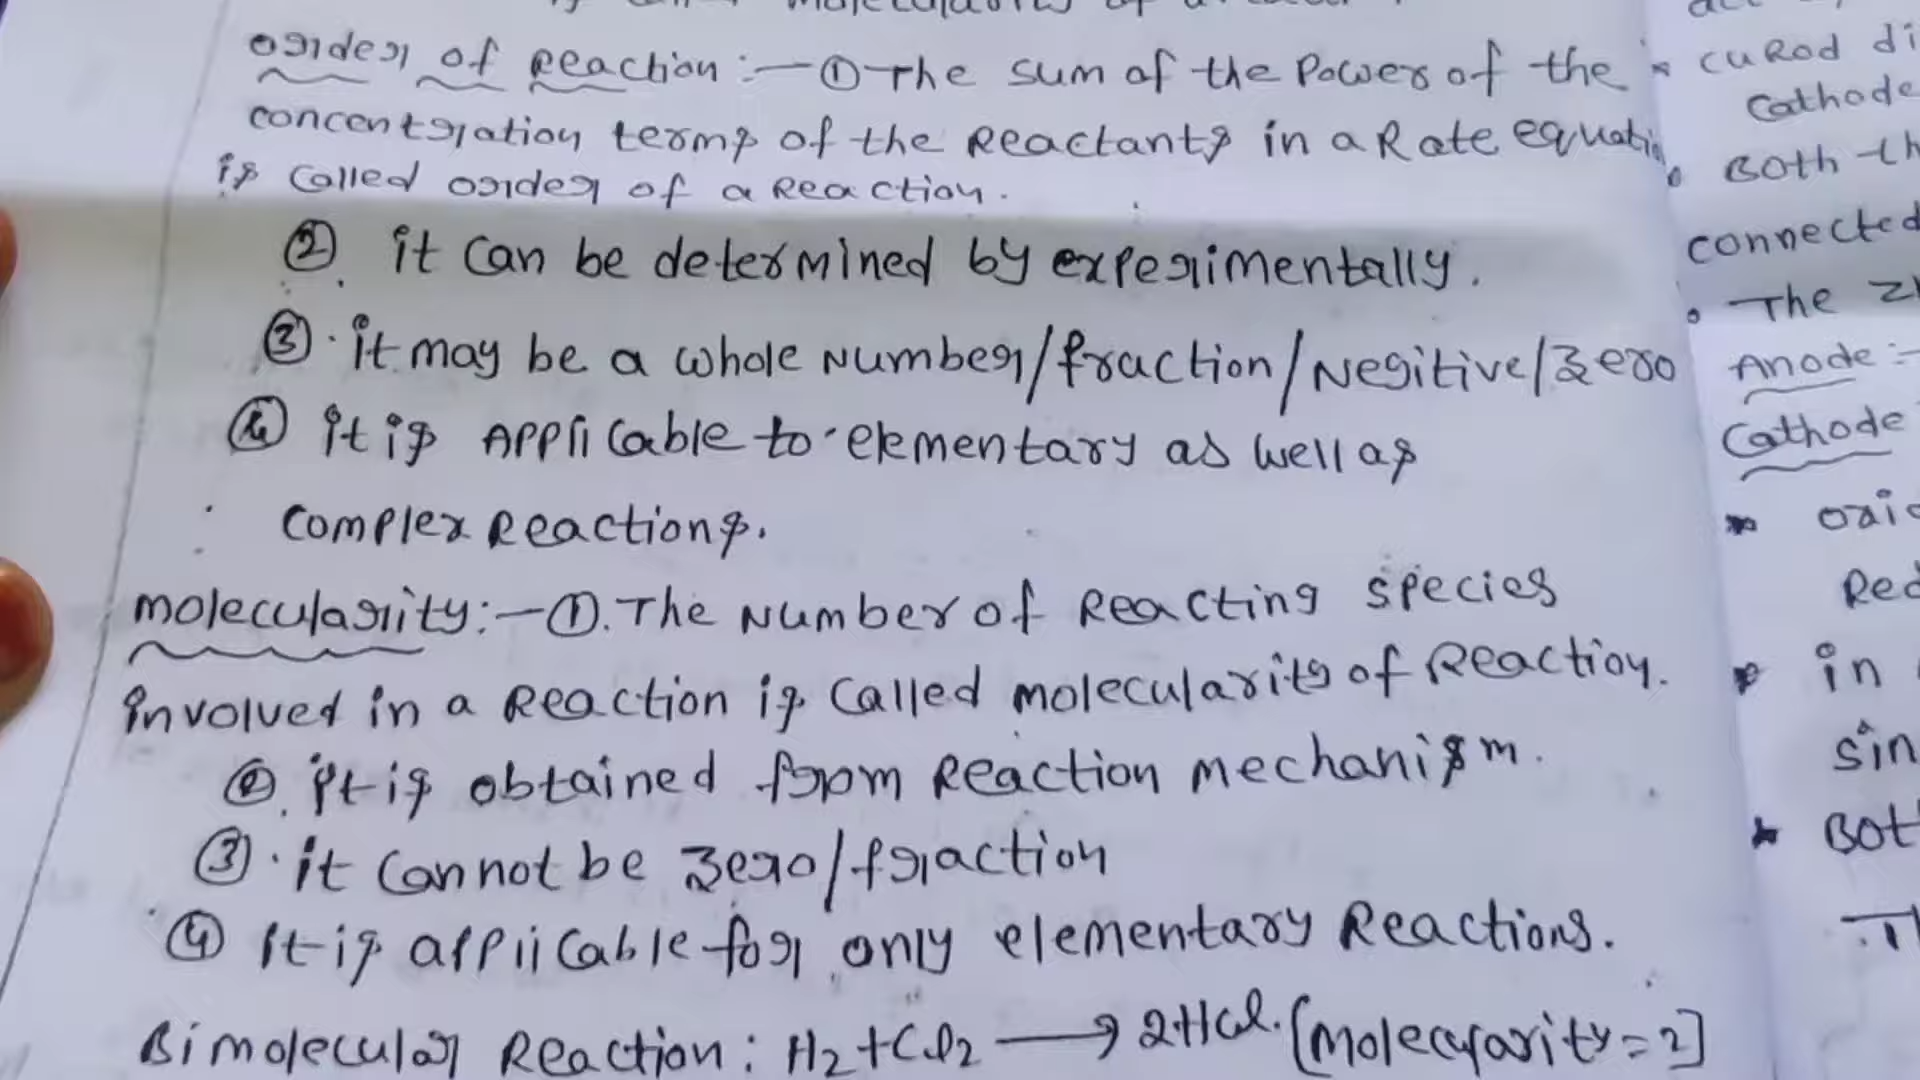 order of Reaction :- ① The sum of the Powers of the
concentration terms of the Reactants in a Rate equation
is called order of a Reaction.
② it can be determined by experimentally.
③. it may be a whole Number/fraction/Negitive/Zero
④ it is Applicable to elementary as well as
complex Reactions.
molecularity:- ①. The Number of Reacting species
involved in a Reaction is called molecularity of Reaction.
②. it is obtained from Reaction mechanism.
③. it cannot be Zero/fraction
④ It is applicable for only elementary Reactions.
Bimolecular Reaction: H2+Cl2 → 2HCl. [Molecularity=2]
cuRod
Cathode
Both
connected
• The
Anode :-
Cathode
in